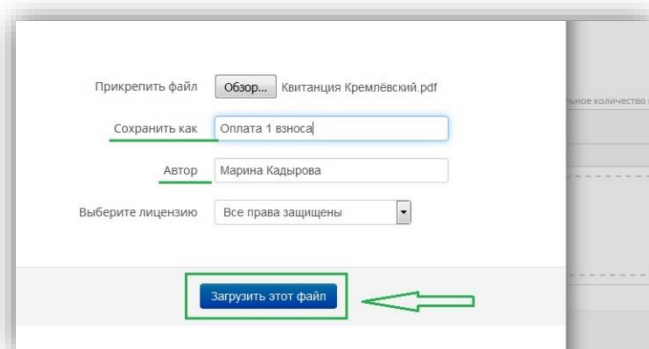 Прикрепить файл Обзор... Квитанция Кремлёвский.pdf
Сохранить как Оплата 1 взноса
Автор Марина Кадырова
Выберите лицензию Все права защищены
Загрузить этот файл
количество